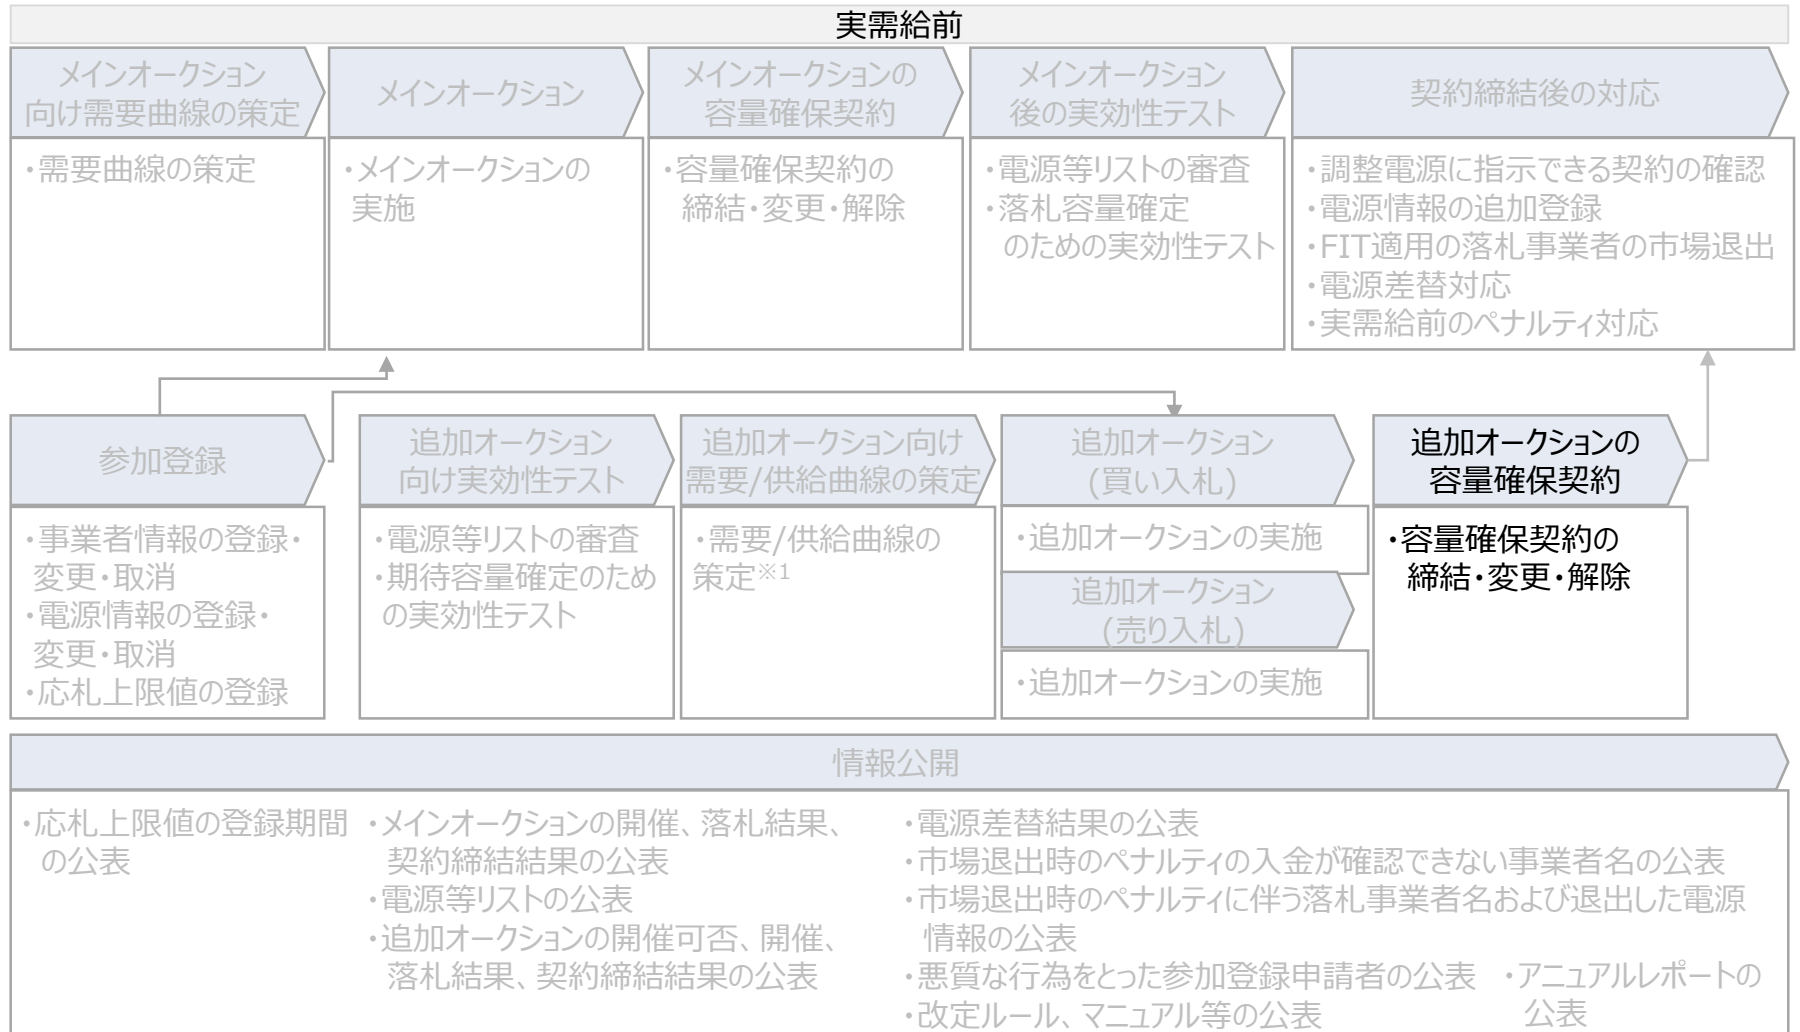 実需給前
メインオークション
向け需要曲線の策定
・需要曲線の策定
メインオークション
・メインオークションの
実施
メインオークションの
容量確保契約
・容量確保契約の
締結・変更・解除
メインオークション
後の実効性テスト
・電源等リストの審査
・落札容量確定
のための実効性テスト
契約締結後の対応
・調整電源に指示できる契約の確認
・電源情報の追加登録
・FIT適用の落札事業者の市場退出
・電源差替対応
・実需給前のペナルティ対応
参加登録
・事業者情報の登録・
変更・取消
・電源情報の登録・
変更・取消
・応札上限値の登録
追加オークション
向け実効性テスト
・電源等リストの審査
・期待容量確定のため
の実効性テスト
追加オークション向け
需要/供給曲線の策定
・需要/供給曲線の
策定※1
追加オークション
(買い入札)
・追加オークションの実施
追加オークション
(売り入札)
・追加オークションの実施
追加オークションの
容量確保契約
・容量確保契約の
締結・変更・解除
情報公開
・応札上限値の登録期間
の公表
・メインオークションの開催、落札結果、
契約締結結果の公表
・電源等リストの公表
・追加オークションの開催可否、開催、
落札結果、契約締結結果の公表
・電源差替結果の公表
・市場退出時のペナルティの入金が確認できない事業者名の公表
・市場退出時のペナルティに伴う落札事業者名および退出した電源
情報の公表
・悪質な行為をとった参加登録申請者の公表
・改定ルール、マニュアル等の公表
・アニュアルレポートの
公表